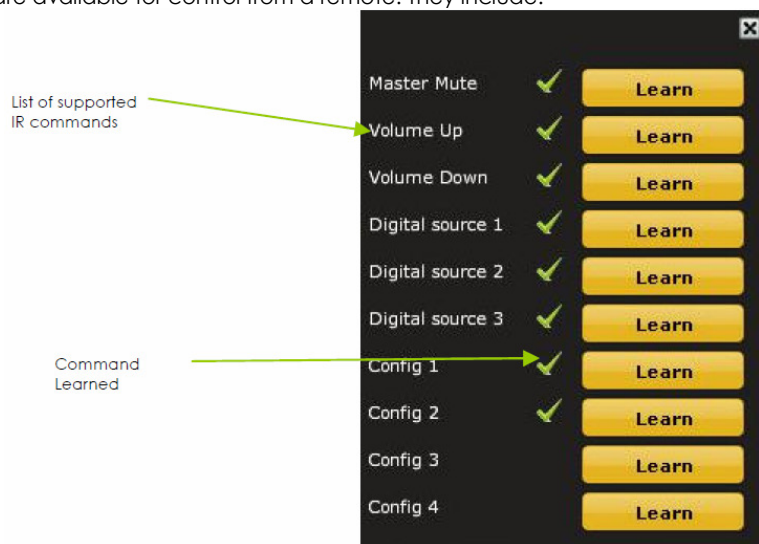 are available for control from a remote. They include:
Master Mute Learn
List of supported
IR commands
Volume Up Learn
Volume Down Learn
Digital source 1 Learn
Digital source 2 Learn
Digital source 3 Learn
Command
Learned
Config 1 Learn
Config 2 Learn
Config 3 Learn
Config 4 Learn